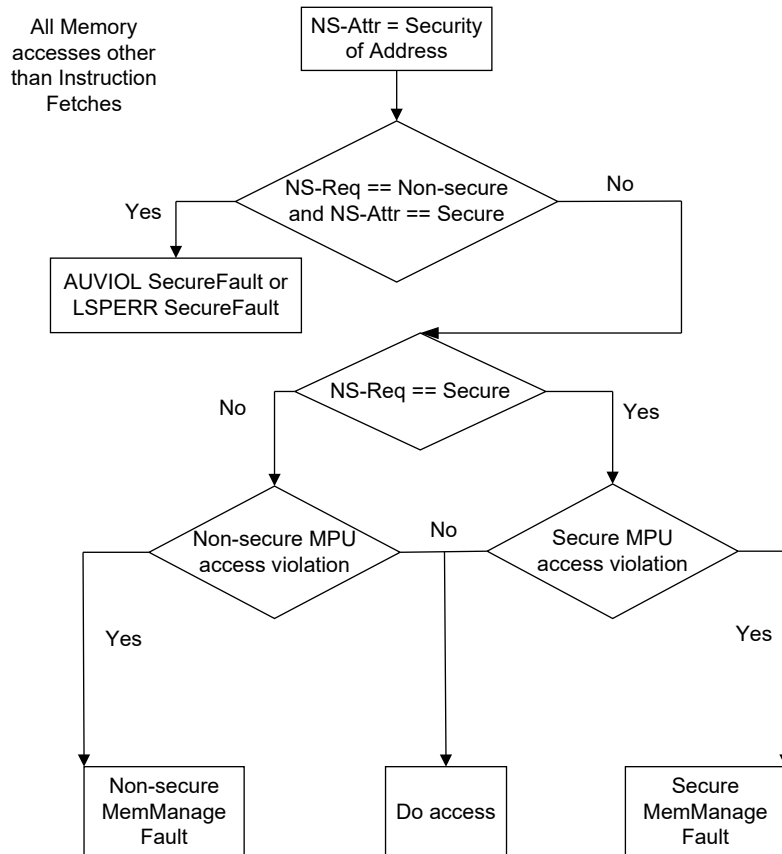 All Memory
accesses other
than Instruction
Fetches
NS-Attr = Security
of Address
NS-Req == Non-secure
and NS-Attr == Secure
Yes
No
AUVIOL SecureFault or
LSPERR SecureFault
NS-Req == Secure
No
Yes
Non-secure MPU
access violation
No
Secure MPU
access violation
Yes
Yes
Non-secure
MemManage
Fault
Do access
Secure
MemManage
Fault